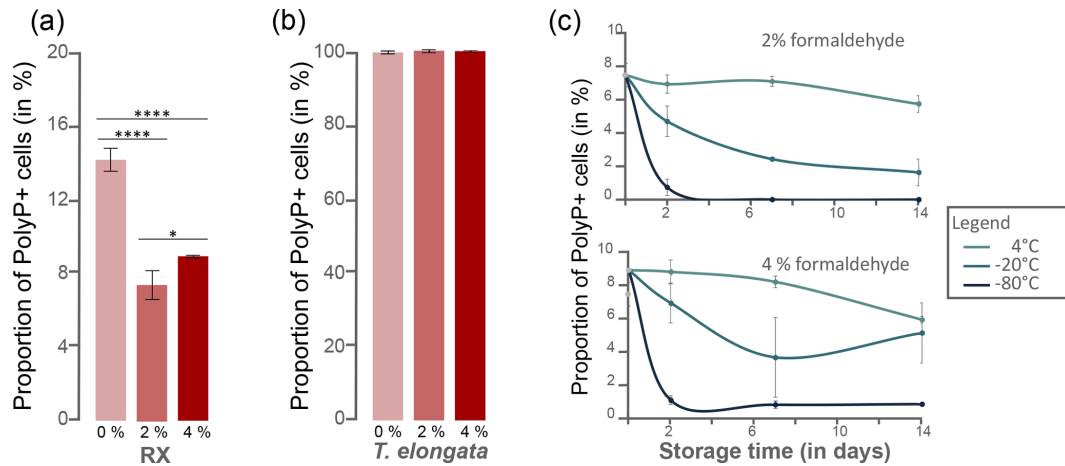 (a)
Proportion of PolyP+ cells (in %)
20
16
12
8
4
0
****
****
*
0 % 2 % 4 %
RX
(b)
Proportion of PolyP+ cells (in %)
100
80
60
40
20
0
0 % 2 % 4 %
T. elongata
(c)
Proportion of PolyP+ cells (in %)
2% formaldehyde
10
8
6
4
2
0
2 6 10 14
4 % formaldehyde
10
8
6
4
2
0
2 6 10 14
Storage time (in days)
Legend
4°C
-20°C
-80°C